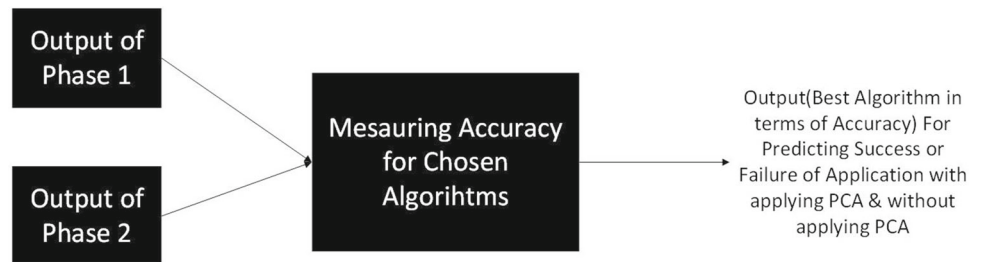 Output of
Phase 1
Output of
Phase 2
Mesauring Accuracy
for Chosen
Algorihtms
Output(Best Algorithm in
terms of Accuracy) For
Predicting Success or
Failure of Application with
applying PCA & without
applying PCA